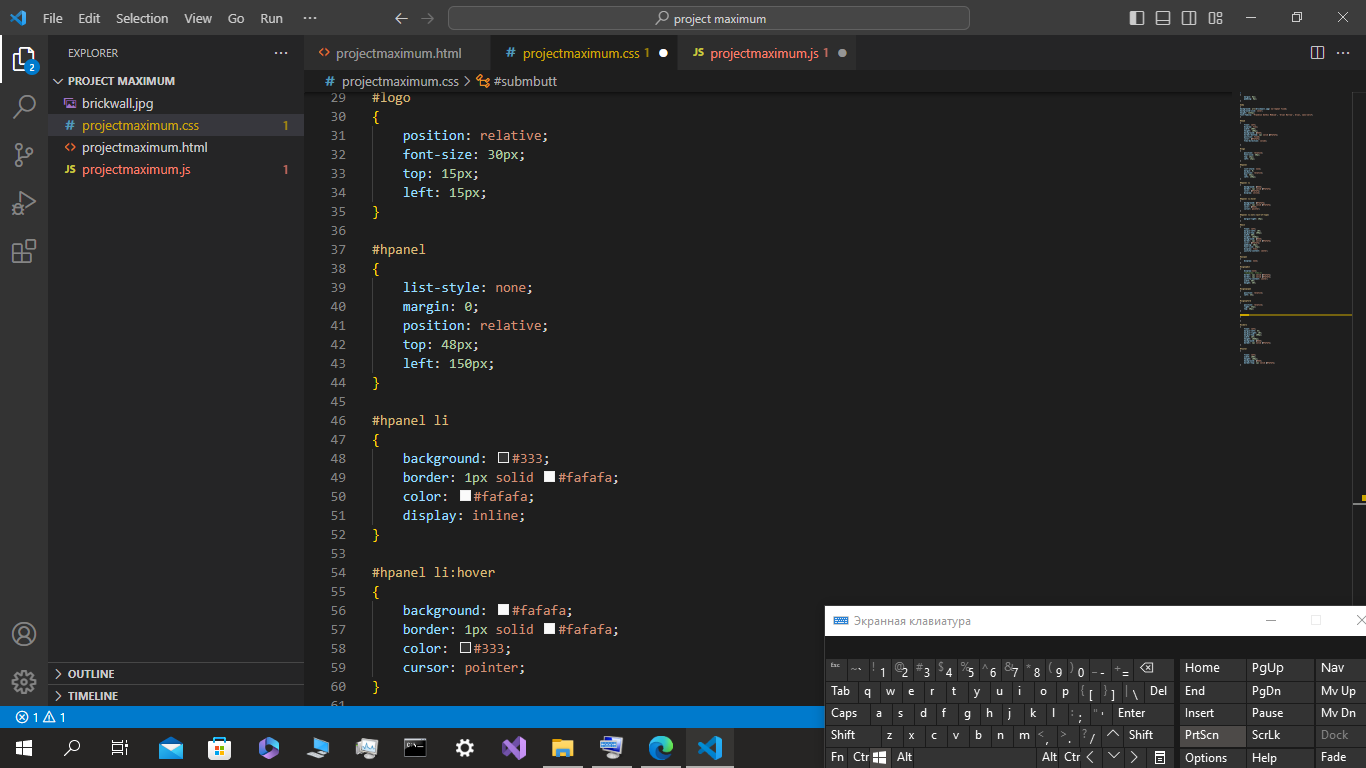 File Edit Selection View Go Run ··· project maximum
EXPLORER ···
projectmaximum.html
projectmaximum.css 1
JS projectmaximum.js 1
PROJECT MAXIMUM
brickwall.jpg
# projectmaximum.css 1
projectmaximum.html
JS projectmaximum.js 1
2
OUTLINE
TIMELINE
# projectmaximum.css > #submbutt
29 #logo
30 {
31 position: relative;
32 font-size: 30px;
33 top: 15px;
34 left: 15px;
35 }
36
37 #hpanel
38 {
39 list-style: none;
40 margin: 0;
41 position: relative;
42 top: 48px;
43 left: 150px;
44 }
45
46 #hpanel li
47 {
48 background: #333;
49 border: 1px solid #fafafa;
50 color: #fafafa;
51 display: inline;
52 }
53
54 #hpanel li:hover
55 {
56 background: #fafafa;
57 border: 1px solid #fafafa;
58 color: #333;
59 cursor: pointer;
60 }
61
1 1
Экранная клавиатура
Esc ~ ` ! 1 @ 2 # 3 $ 4 % 5 ^ 6 & 7 * 8 ( 9 ) 0 _ - + = Home PgUp Nav
Tab q w e r t y u i o p { [ } ] | \ Del End PgDn Mv Up
Caps a s d f g h j k l : ; " ' Enter Insert Pause Mv Dn
Shift z x c v b n m < , > . ? / Shift PrtScn ScrLk Dock
Fn Ctr Alt Alt Ctr Options Help Fade